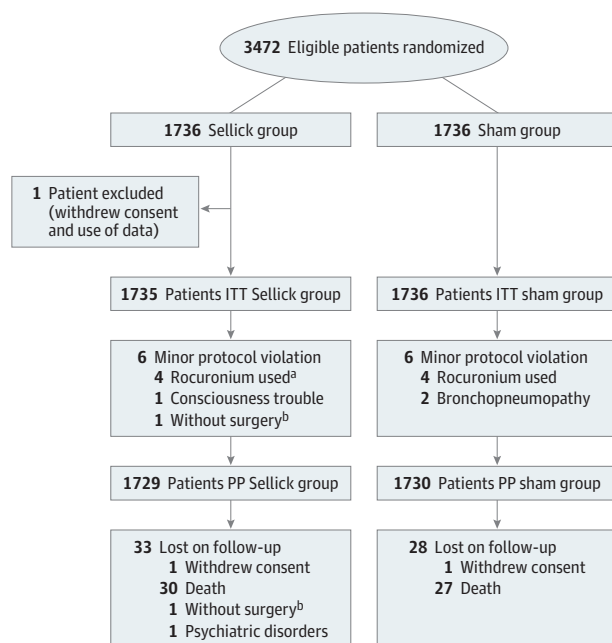 3472 Eligible patients randomized
1736 Sellick group
1736 Sham group
1 Patient excluded
(withdrew consent
and use of data)
1735 Patients ITT Sellick group
1736 Patients ITT sham group
6 Minor protocol violation
4 Rocuronium usedᵃ
1 Consciousness trouble
1 Without surgeryᵇ
6 Minor protocol violation
4 Rocuronium used
2 Bronchopneumopathy
1729 Patients PP Sellick group
1730 Patients PP sham group
33 Lost on follow-up
1 Withdrew consent
30 Death
1 Without surgeryᵇ
1 Psychiatric disorders
28 Lost on follow-up
1 Withdrew consent
27 Death